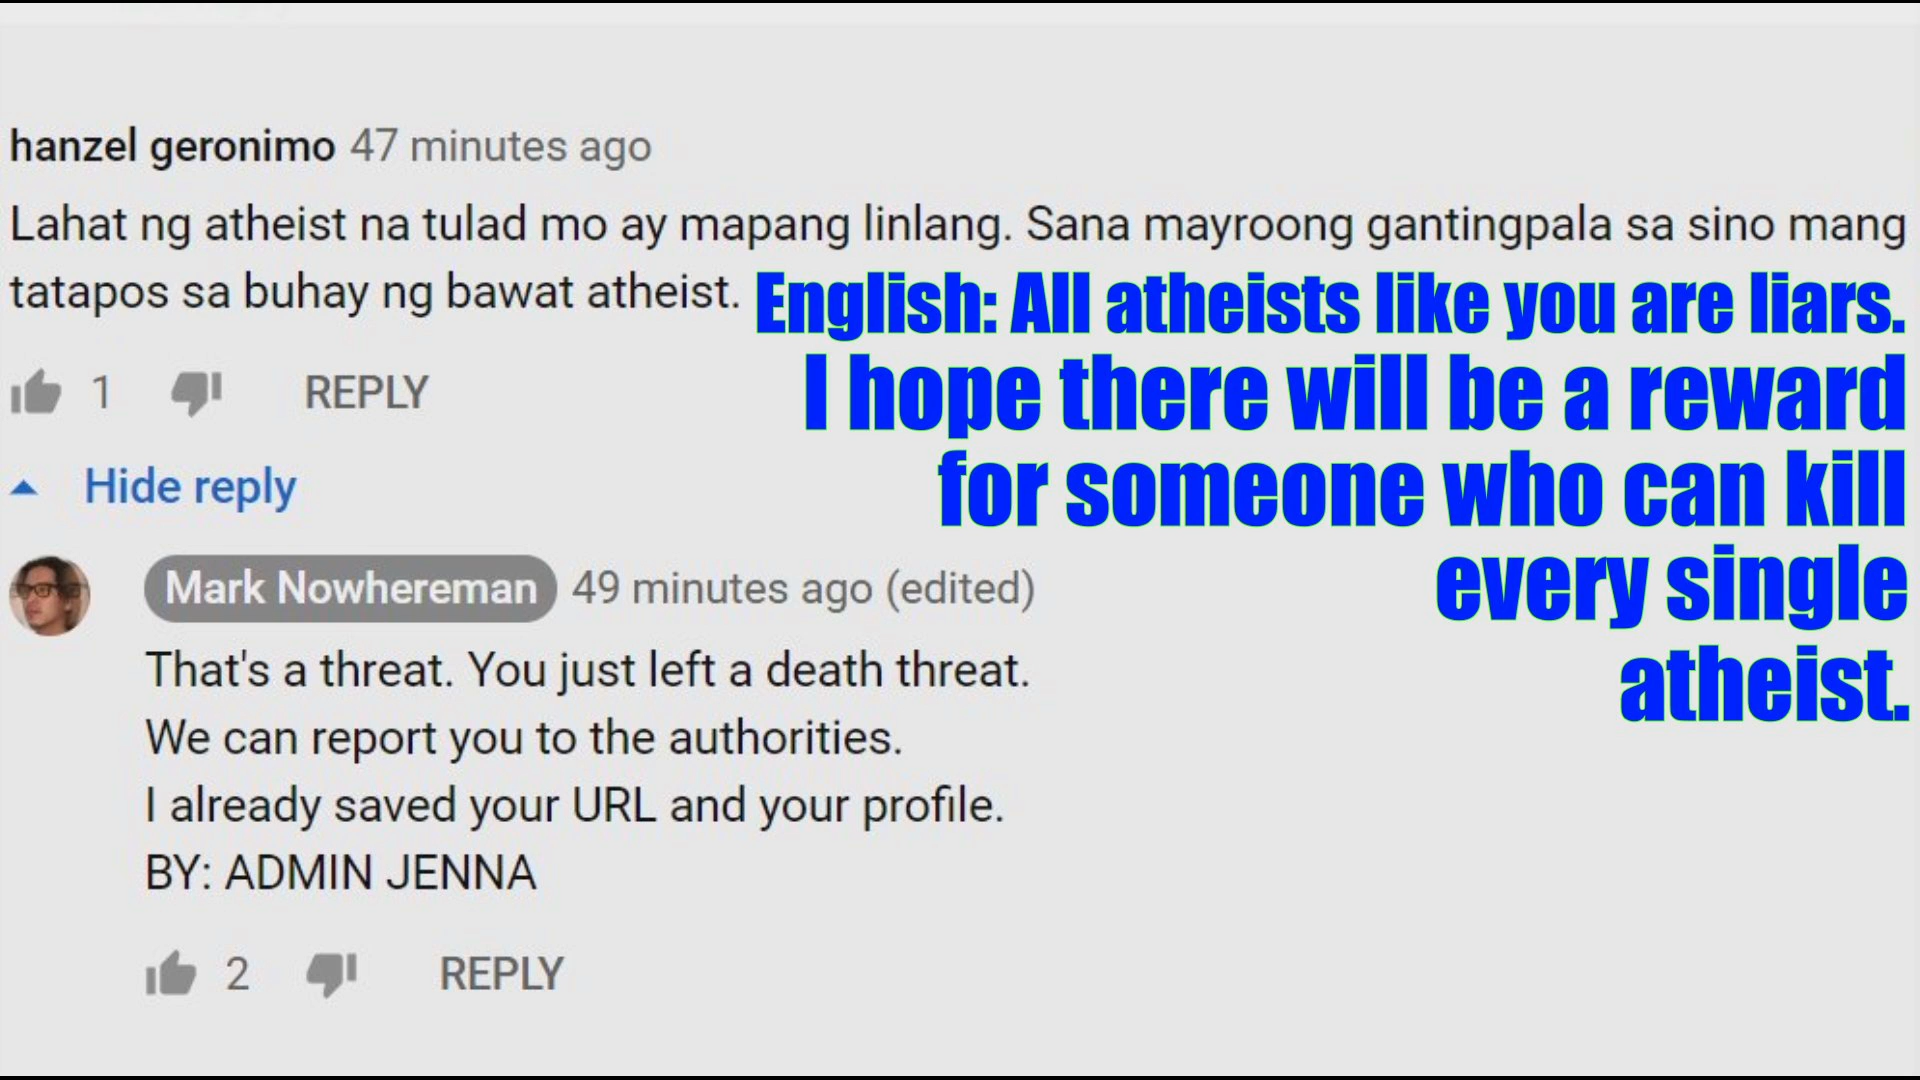 hanzel geronimo 47 minutes ago
Lahat ng atheist na tulad mo ay mapang linlang. Sana mayroong gantingpala sa sino mang
tatapos sa buhay ng bawat atheist.
English: All atheists like you are liars.
I hope there will be a reward
for someone who can kill
every single
atheist.
1 REPLY
Hide reply
Mark Nowhereman 49 minutes ago (edited)
That's a threat. You just left a death threat.
We can report you to the authorities.
I already saved your URL and your profile.
BY: ADMIN JENNA
2 REPLY